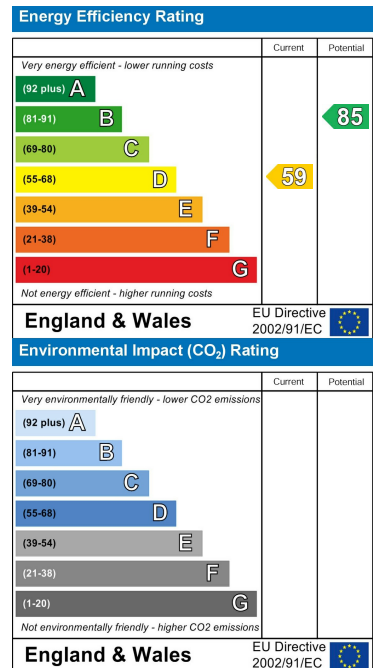 Energy Efficiency Rating
Current Potential
Very energy efficient - lower running costs
(92 plus) A
(81-91) B
85
(69-80) C
(55-68) D
59
(39-54) E
(21-38) F
(1-20) G
Not energy efficient - higher running costs
England & Wales
EU Directive
2002/91/EC
Environmental Impact (CO₂) Rating
Current Potential
Very environmentally friendly - lower CO2 emissions
(92 plus) A
(81-91) B
(69-80) C
(55-68) D
(39-54) E
(21-38) F
(1-20) G
Not environmentally friendly - higher CO2 emissions
England & Wales
EU Directive
2002/91/EC